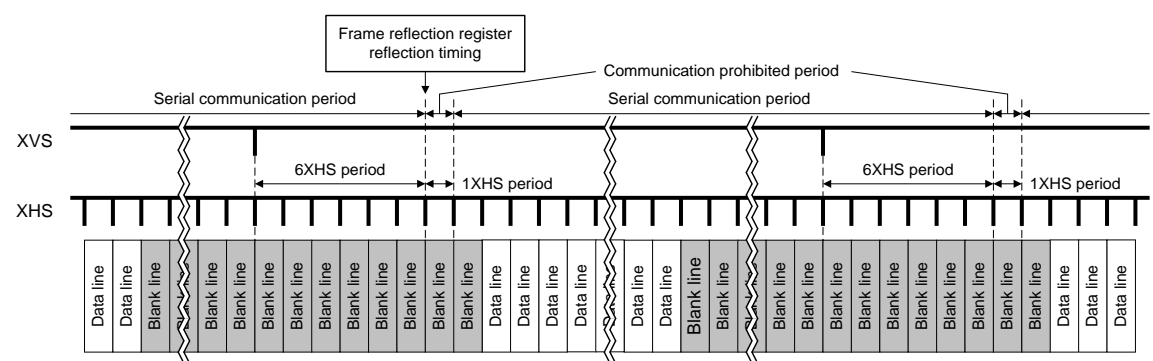 Frame reflection register
reflection timing
Communication prohibited period
Serial communication period
Serial communication period
XVS
6XHS period
1XHS period
6XHS period
1XHS period
XHS
Data line
Data line
Blank line
Blank line
Blank line
Blank line
Blank line
Blank line
Blank line
Blank line
Blank line
Blank line
Blank line
Data line
Data line
Data line
Data line
Data line
Data line
Blank line
Blank line
Blank line
Blank line
Blank line
Blank line
Blank line
Blank line
Blank line
Blank line
Blank line
Blank line
Data line
Data line
Data line